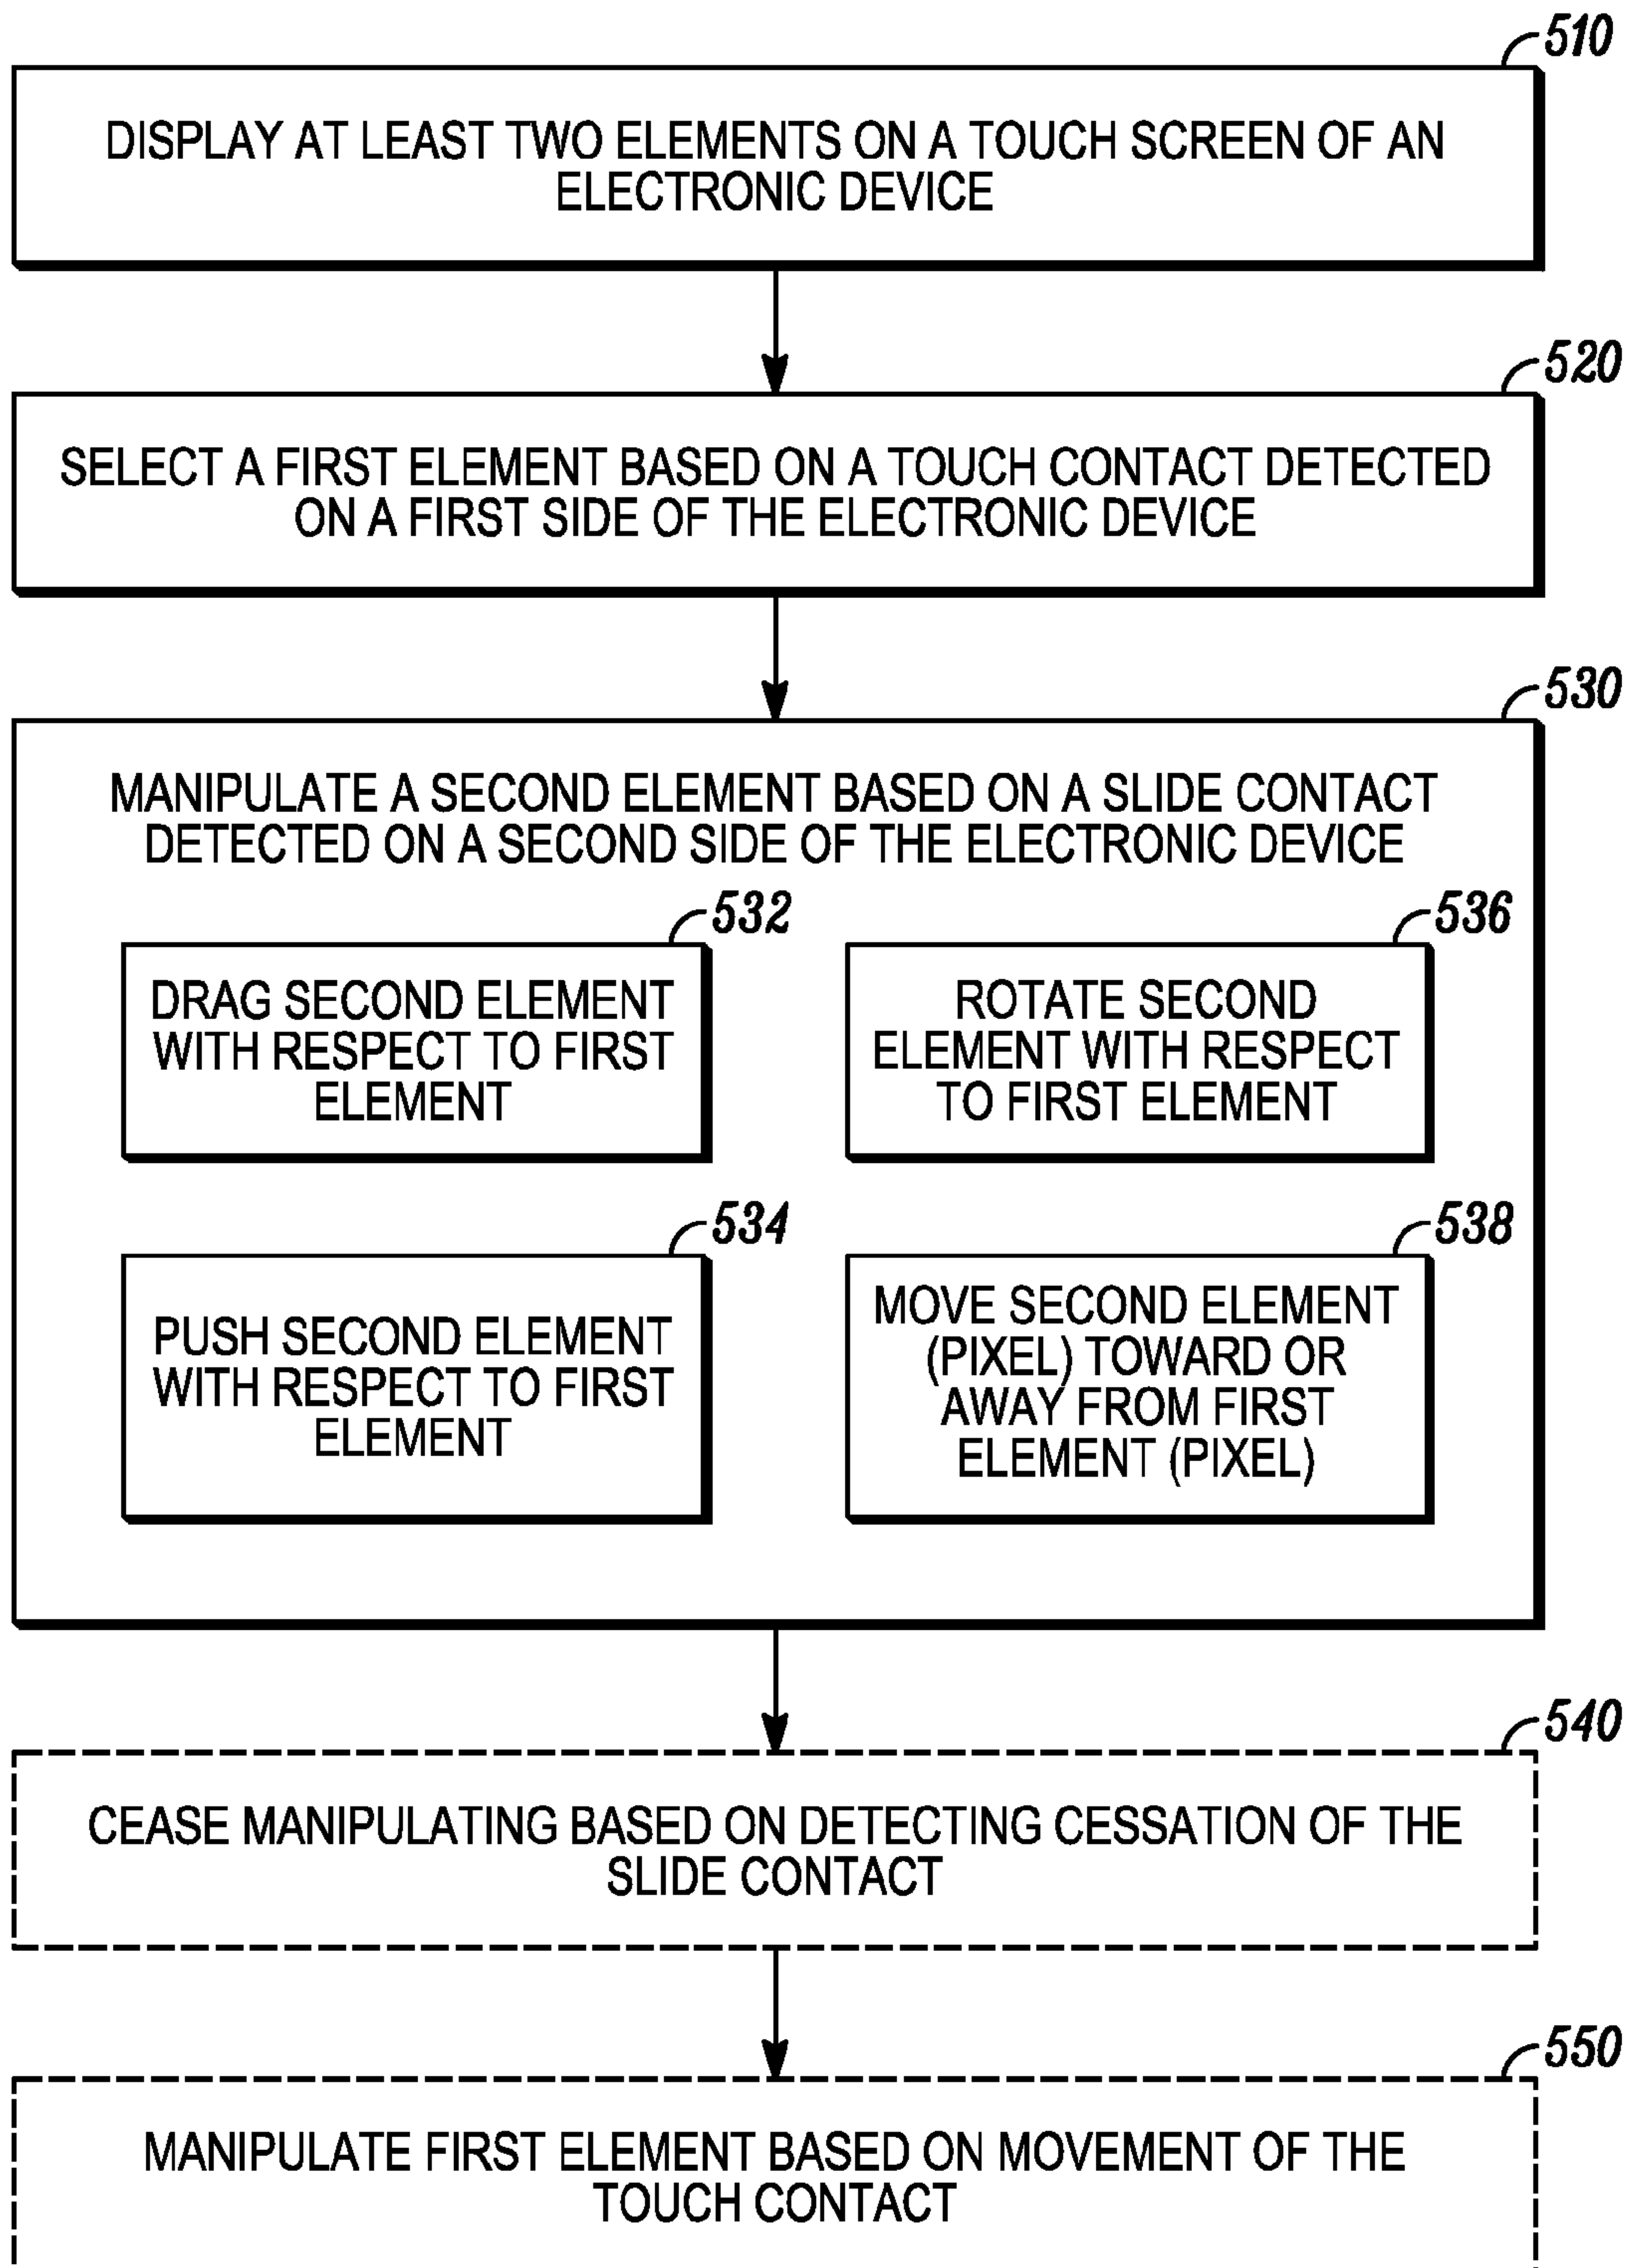 510
DISPLAY AT LEAST TWO ELEMENTS ON A TOUCH SCREEN OF AN
ELECTRONIC DEVICE
520
SELECT A FIRST ELEMENT BASED ON A TOUCH CONTACT DETECTED
ON A FIRST SIDE OF THE ELECTRONIC DEVICE
530
MANIPULATE A SECOND ELEMENT BASED ON A SLIDE CONTACT
DETECTED ON A SECOND SIDE OF THE ELECTRONIC DEVICE
532
DRAG SECOND ELEMENT
WITH RESPECT TO FIRST
ELEMENT
536
ROTATE SECOND
ELEMENT WITH RESPECT
TO FIRST ELEMENT
534
PUSH SECOND ELEMENT
WITH RESPECT TO FIRST
ELEMENT
538
MOVE SECOND ELEMENT
(PIXEL) TOWARD OR
AWAY FROM FIRST
ELEMENT (PIXEL)
540
CEASE MANIPULATING BASED ON DETECTING CESSATION OF THE
SLIDE CONTACT
550
MANIPULATE FIRST ELEMENT BASED ON MOVEMENT OF THE
TOUCH CONTACT